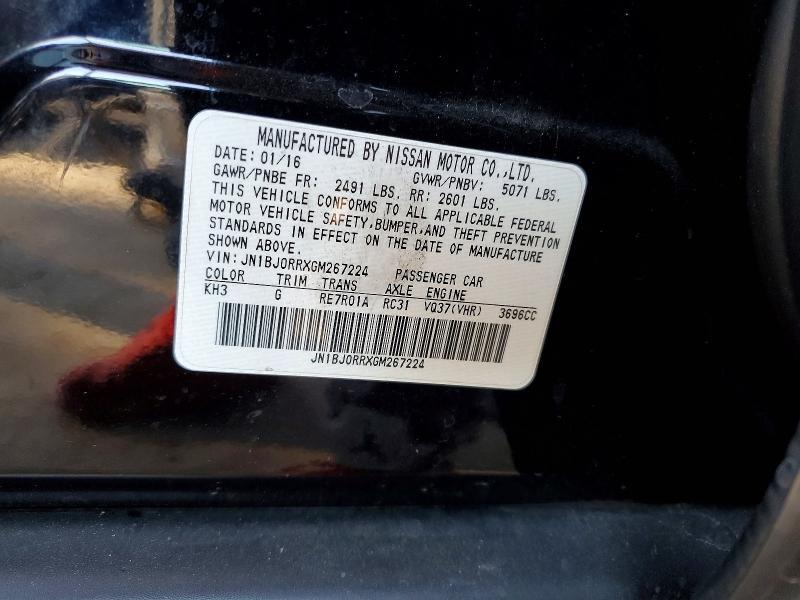 MANUFACTURED BY NISSAN MOTOR CO.,LTD.
DATE: 01/16 GVWR/PNBV: 5071 LBS.
GAWR/PNBE FR: 2491 LBS. RR: 2601 LBS.
THIS VEHICLE CONFORMS TO ALL APPLICABLE FEDERAL
MOTOR VEHICLE SAFETY,BUMPER,AND THEFT PREVENTION
STANDARDS IN EFFECT ON THE DATE OF MANUFACTURE
SHOWN ABOVE.
VIN: JN1BJ0RRXGM267224 PASSENGER CAR
COLOR TRIM TRANS AXLE ENGINE
KH3 G RE7R01A RC31 VQ37(VHR) 3696CC
JN1BJ0RRXGM267224